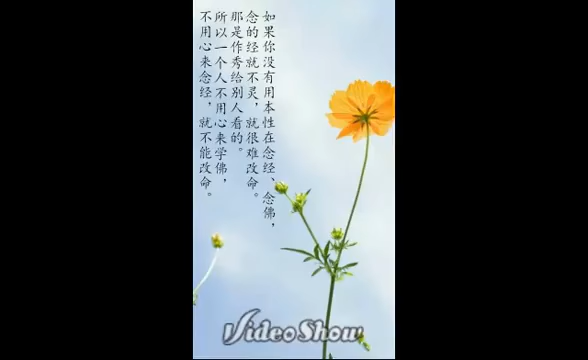 如果你没有用本性在念经、念佛，
念的经就不灵，就很难改命。
那是作秀给别人看的。
所以一个人不用心来学佛，
不用心来念经，就不能改命。
VideoShow